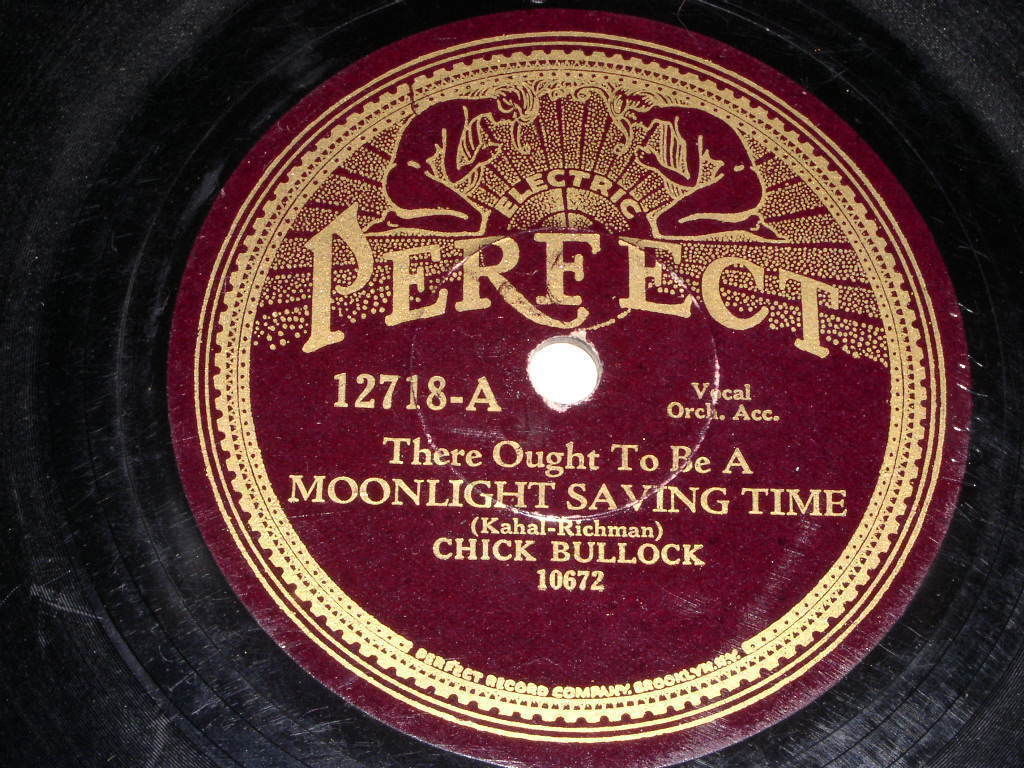 ELECTRIC
PERFECT
12718-A
Vocal
Orch. Acc.
There Ought To Be A
MOONLIGHT SAVING TIME
(Kahal-Richman)
CHICK BULLOCK
10672
PERFECT RECORD COMPANY, BROOKLYN, N.Y.